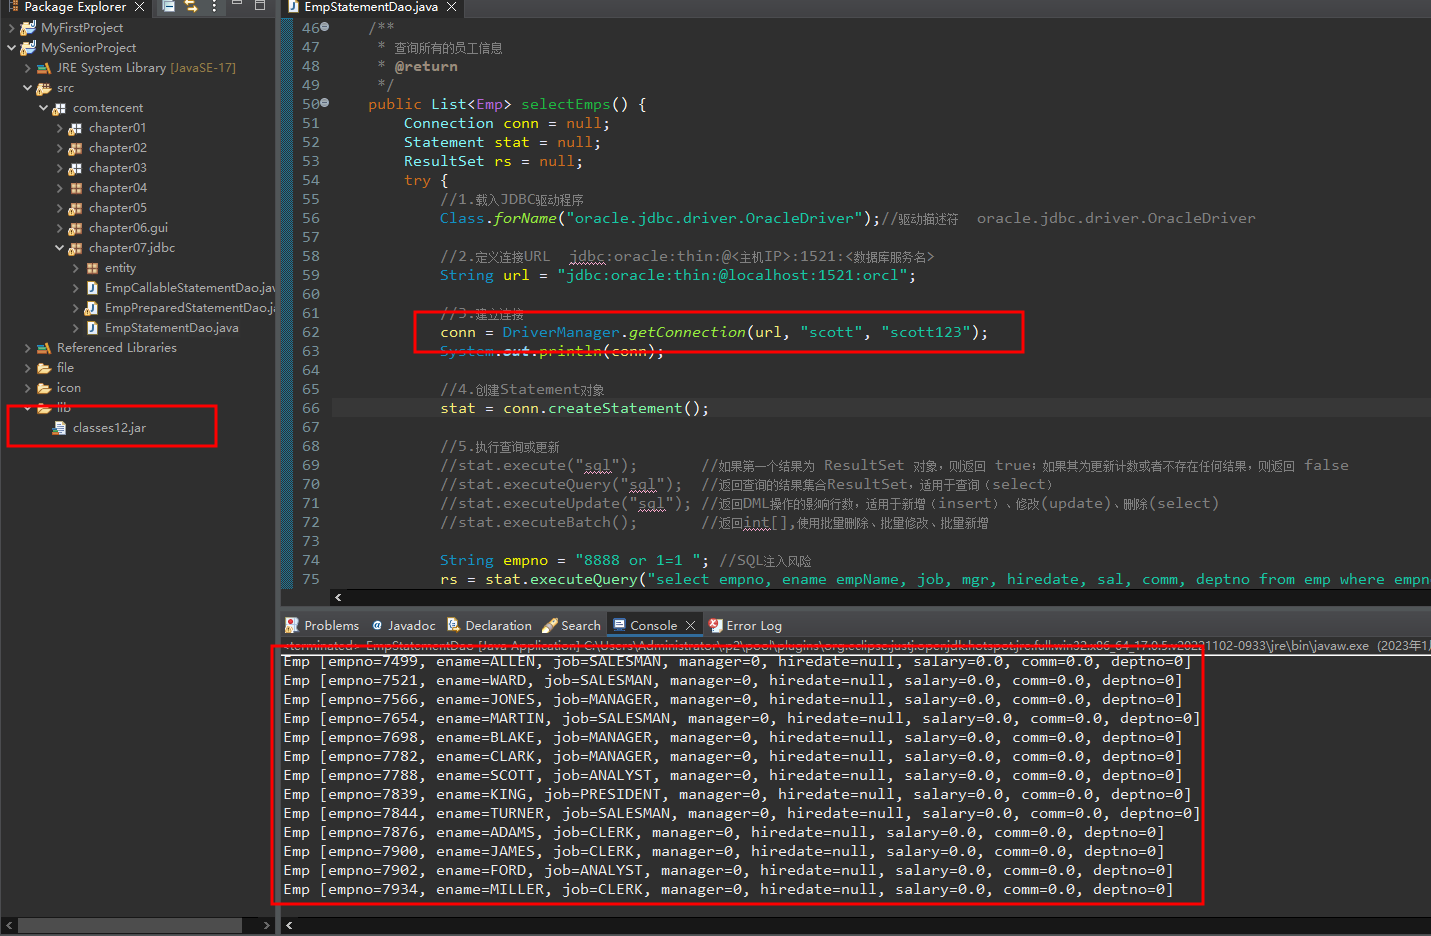 Package Explorer
MyFirstProject
MySeniorProject
JRE System Library [JavaSE-17]
src
com.tencent
chapter01
chapter02
chapter03
chapter04
chapter05
chapter06.gui
chapter07.jdbc
entity
EmpCallableStatementDao.jav
EmpPreparedStatementDao.ja
EmpStatementDao.java
Referenced Libraries
file
icon
lib
classes12.jar
EmpStatementDao.java
46 /**
47 * 查询所有的员工信息
48 * @return
49 */
50 public List<Emp> selectEmps() {
51 Connection conn = null;
52 Statement stat = null;
53 ResultSet rs = null;
54 try {
55 //1.载入JDBC驱动程序
56 Class.forName("oracle.jdbc.driver.OracleDriver");//驱动描述符 oracle.jdbc.driver.OracleDriver
57
58 //2.定义连接URL jdbc:oracle:thin:@<主机IP>:1521:<数据库服务名>
59 String url = "jdbc:oracle:thin:@localhost:1521:orcl";
60
61 //3.建立连接
62 conn = DriverManager.getConnection(url, "scott", "scott123");
63 System.out.println(conn);
64
65 //4.创建Statement对象
66 stat = conn.createStatement();
67
68 //5.执行查询或更新
69 //stat.execute("sql"); //如果第一个结果为 ResultSet 对象，则返回 true；如果其为更新计数或者不存在任何结果，则返回 false
70 //stat.executeQuery("sql"); //返回查询的结果集合ResultSet，适用于查询（select）
71 //stat.executeUpdate("sql"); //返回DML操作的影响行数，适用于新增（insert）、修改(update)、删除(select)
72 //stat.executeBatch(); //返回int[],使用批量删除、批量修改、批量新增
73
74 String empno = "8888 or 1=1 "; //SQL注入风险
75 rs = stat.executeQuery("select empno, ename empName, job, mgr, hiredate, sal, comm, deptno from emp where empn
Problems Javadoc Declaration Search Console Error Log
<terminated> EmpStatementDao [Java Application] C:\Users\Administrator\.p2\pool\plugins\org.eclipse.justj.openjdk.hotspot.jre.full.win32.x86_64_17.0.5.v20221102-0933\jre\bin\javaw.exe (2023年1月
Emp [empno=7499, ename=ALLEN, job=SALESMAN, manager=0, hiredate=null, salary=0.0, comm=0.0, deptno=0]
Emp [empno=7521, ename=WARD, job=SALESMAN, manager=0, hiredate=null, salary=0.0, comm=0.0, deptno=0]
Emp [empno=7566, ename=JONES, job=MANAGER, manager=0, hiredate=null, salary=0.0, comm=0.0, deptno=0]
Emp [empno=7654, ename=MARTIN, job=SALESMAN, manager=0, hiredate=null, salary=0.0, comm=0.0, deptno=0]
Emp [empno=7698, ename=BLAKE, job=MANAGER, manager=0, hiredate=null, salary=0.0, comm=0.0, deptno=0]
Emp [empno=7782, ename=CLARK, job=MANAGER, manager=0, hiredate=null, salary=0.0, comm=0.0, deptno=0]
Emp [empno=7788, ename=SCOTT, job=ANALYST, manager=0, hiredate=null, salary=0.0, comm=0.0, deptno=0]
Emp [empno=7839, ename=KING, job=PRESIDENT, manager=0, hiredate=null, salary=0.0, comm=0.0, deptno=0]
Emp [empno=7844, ename=TURNER, job=SALESMAN, manager=0, hiredate=null, salary=0.0, comm=0.0, deptno=0]
Emp [empno=7876, ename=ADAMS, job=CLERK, manager=0, hiredate=null, salary=0.0, comm=0.0, deptno=0]
Emp [empno=7900, ename=JAMES, job=CLERK, manager=0, hiredate=null, salary=0.0, comm=0.0, deptno=0]
Emp [empno=7902, ename=FORD, job=ANALYST, manager=0, hiredate=null, salary=0.0, comm=0.0, deptno=0]
Emp [empno=7934, ename=MILLER, job=CLERK, manager=0, hiredate=null, salary=0.0, comm=0.0, deptno=0]